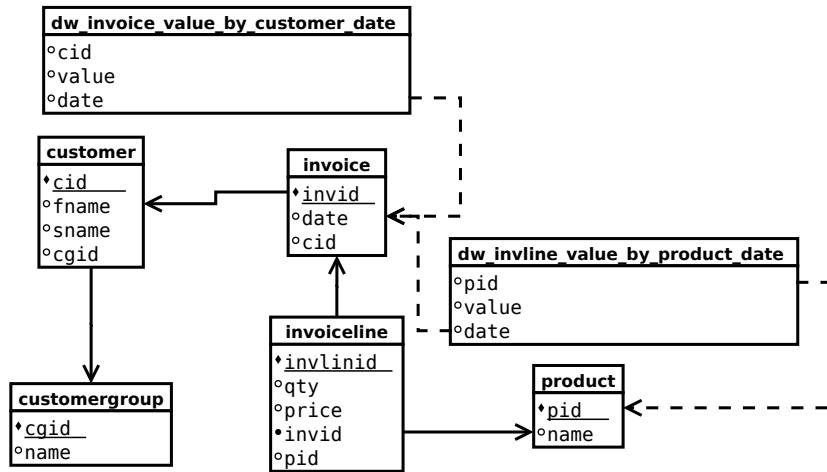 dw_invoice_value_by_customer_date
cid
value
date
customer
cid
fname
sname
cgid
invoice
invid
date
cid
dw_invline_value_by_product_date
pid
value
date
invoiceline
invlinid
qty
price
invid
pid
product
pid
name
customergroup
cgid
name